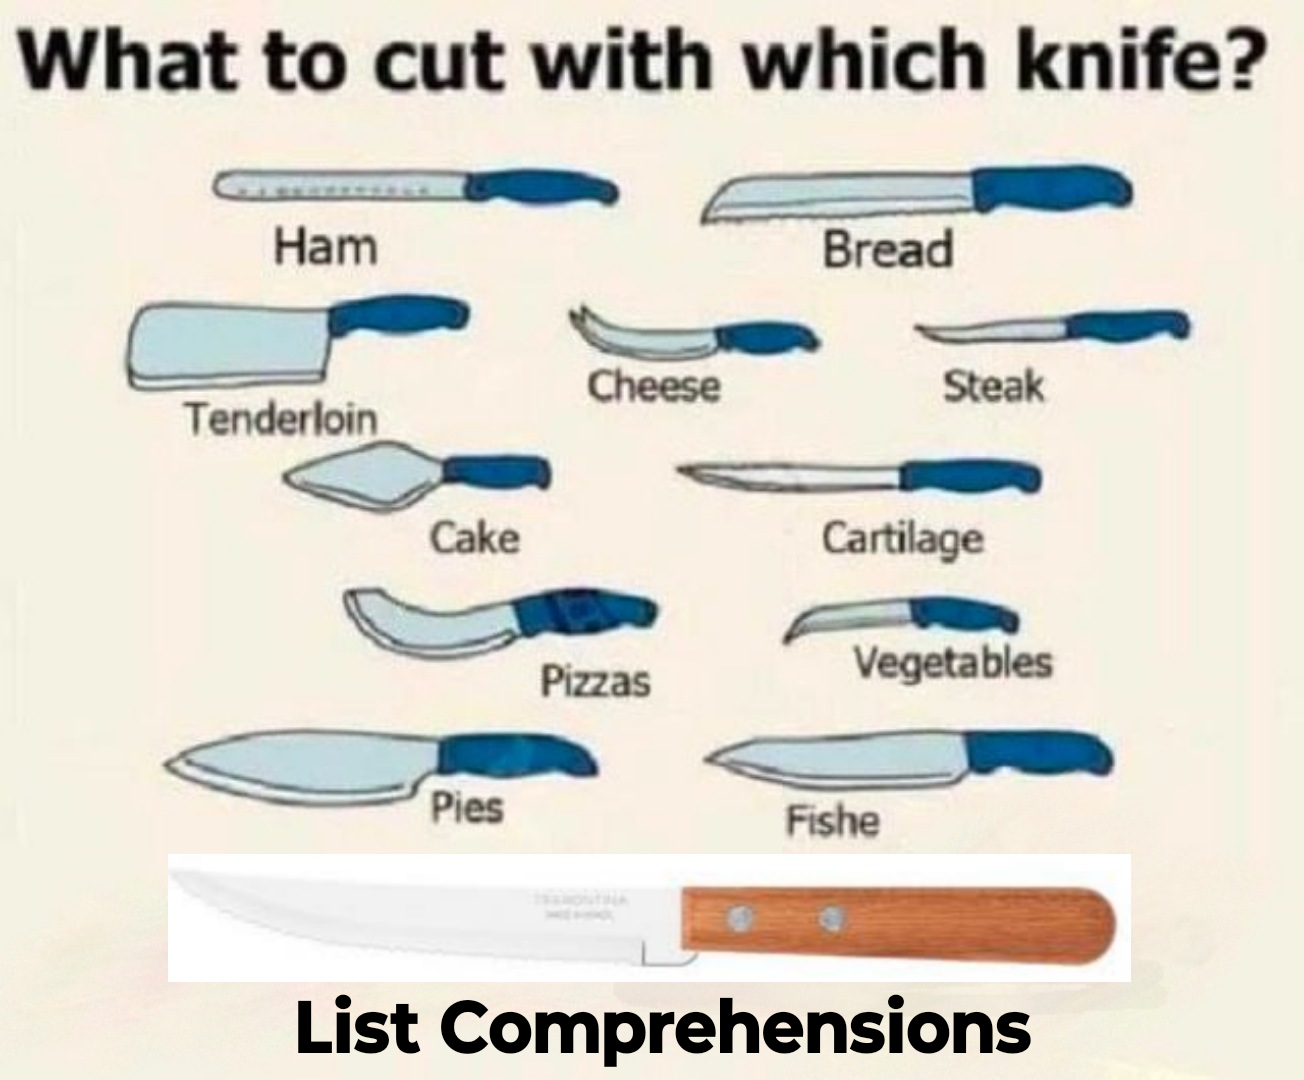 What to cut with which knife?
Ham
Bread
Tenderloin
Cheese
Steak
Cake
Cartilage
Pizzas
Vegetables
Pies
Fishe
TRAMONTINA
List Comprehensions